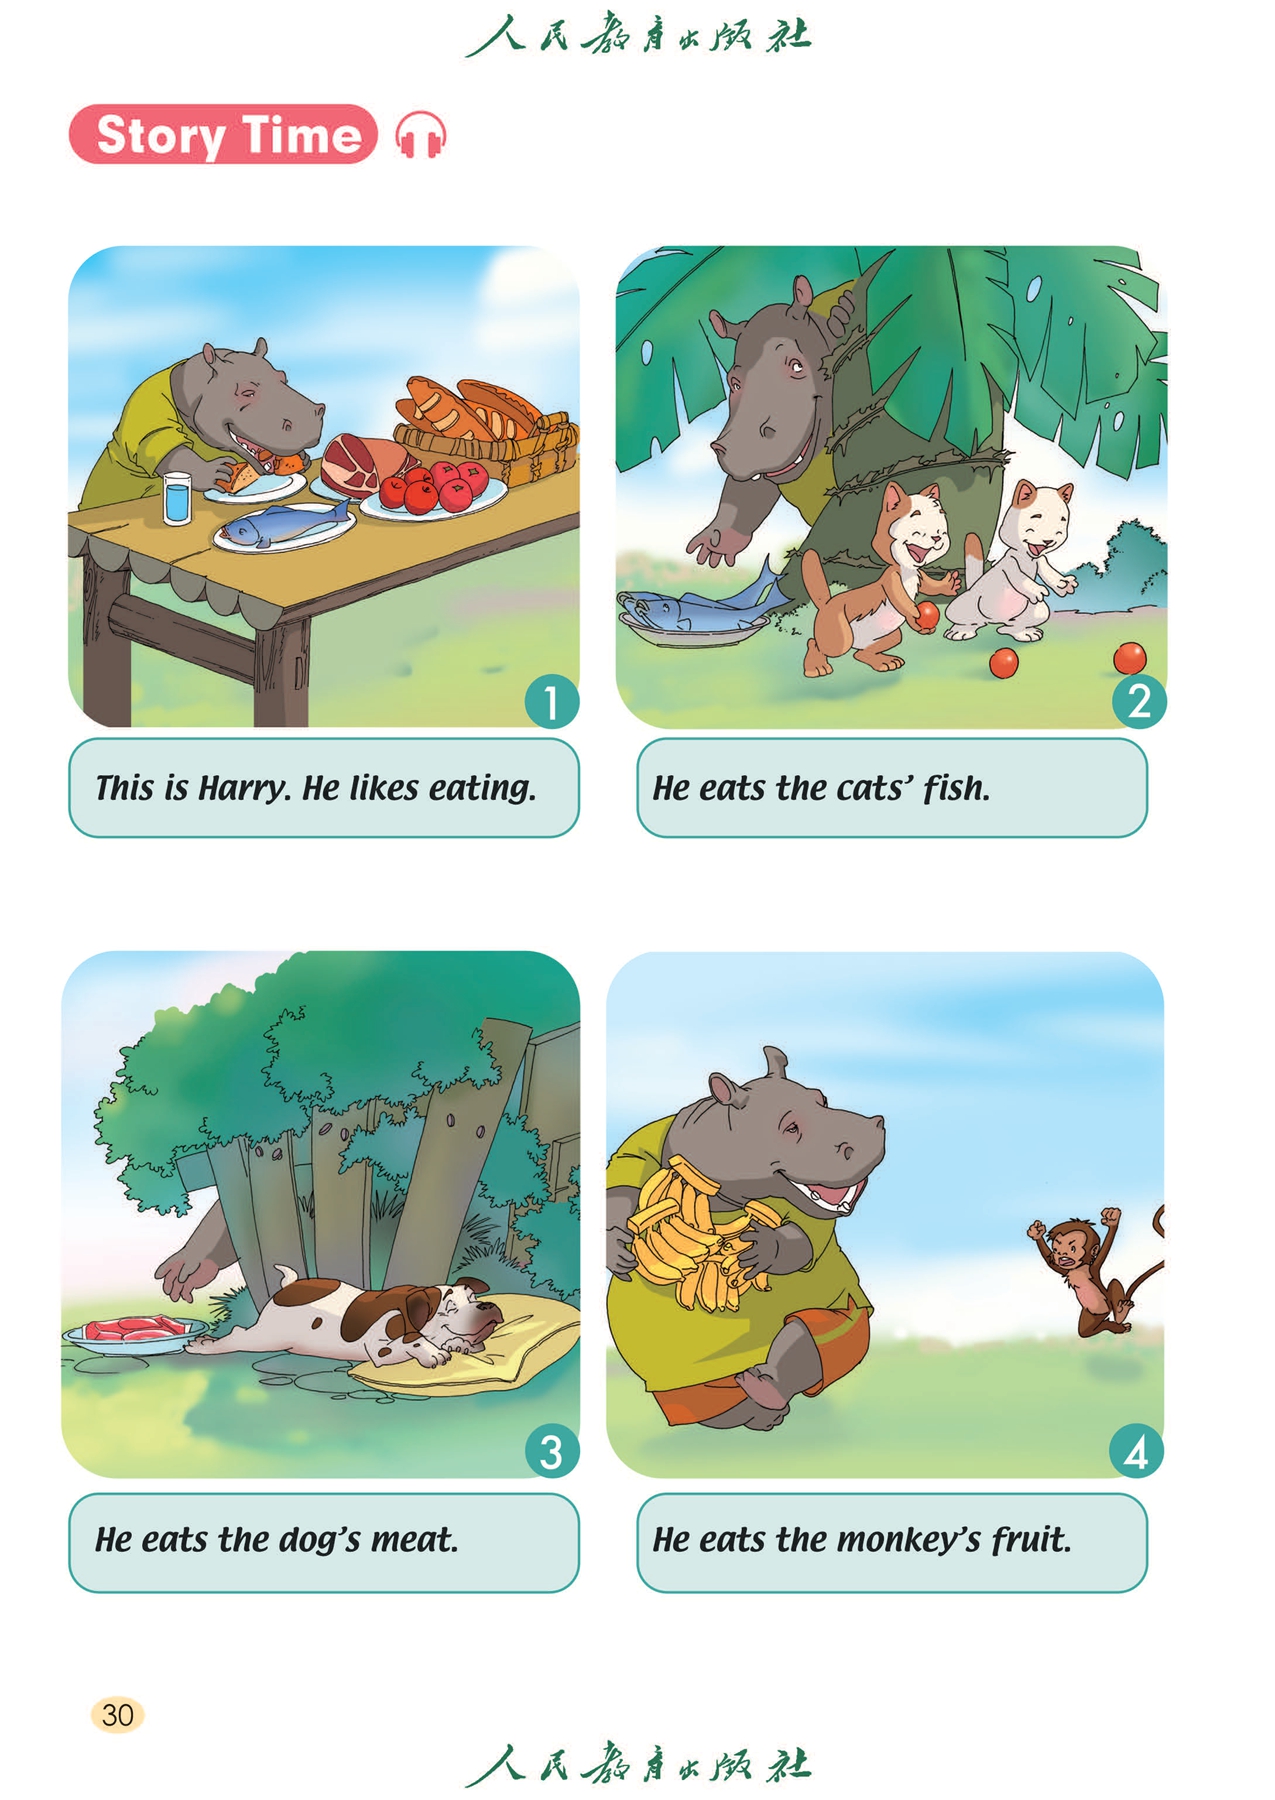 人民教育出版社
Story Time
1
2
This is Harry. He likes eating.
He eats the cats’ fish.
3
4
He eats the dog’s meat.
He eats the monkey’s fruit.
30
人民教育出版社